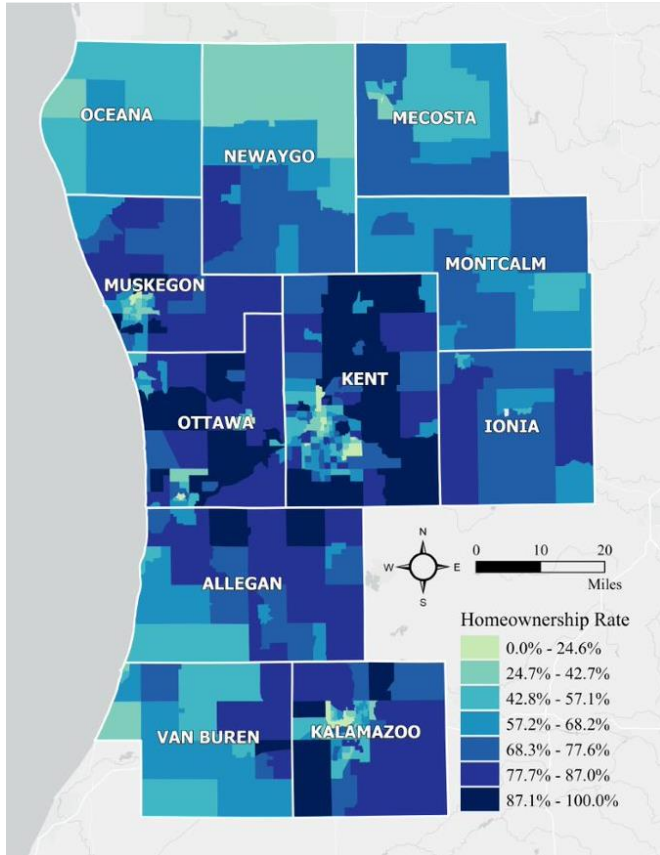 OCEANA
MECOSTA
NEWAYGO
MONTCALM
MUSKEGON
KENT
OTTAWA
IONIA
N
W E
S
0 10 20
Miles
ALLEGAN
Homeownership Rate
0.0% - 24.6%
24.7% - 42.7%
42.8% - 57.1%
57.2% - 68.2%
68.3% - 77.6%
77.7% - 87.0%
87.1% - 100.0%
VAN BUREN
KALAMAZOO